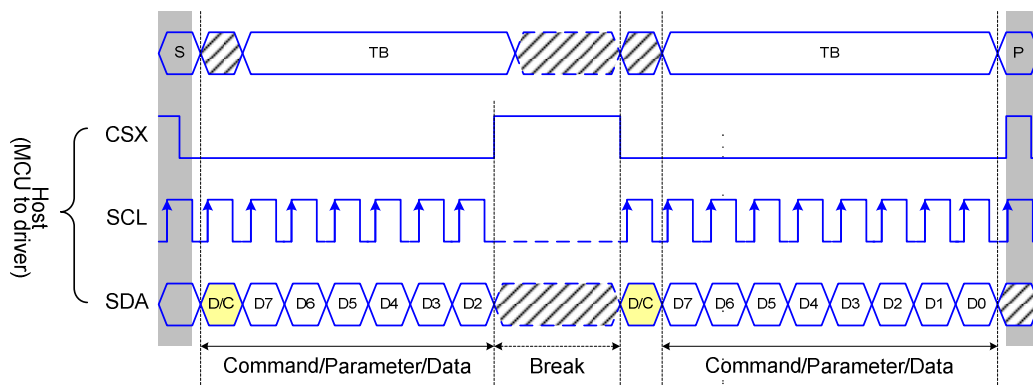 S TB TB P
CSX
Host
(MCU to driver)
SCL
SDA D/C D7 D6 D5 D4 D3 D2 D/C D7 D6 D5 D4 D3 D2 D1 D0
Command/Parameter/Data Break Command/Parameter/Data